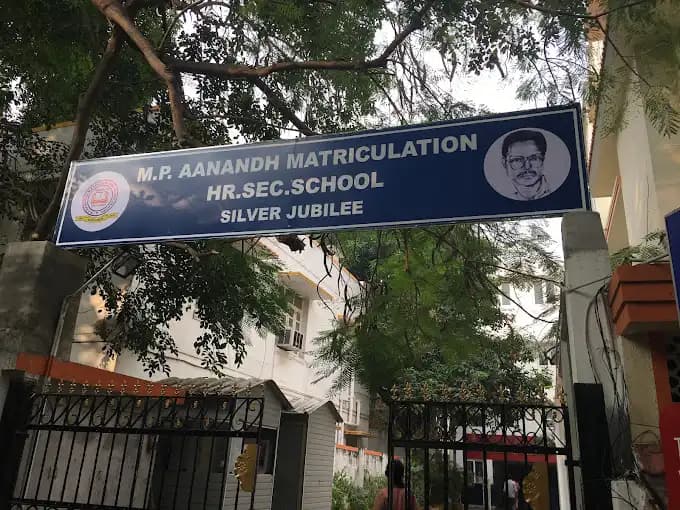 M.P. AANANDH MATRICULATION
HR.SEC.SCHOOL
SILVER JUBILEE